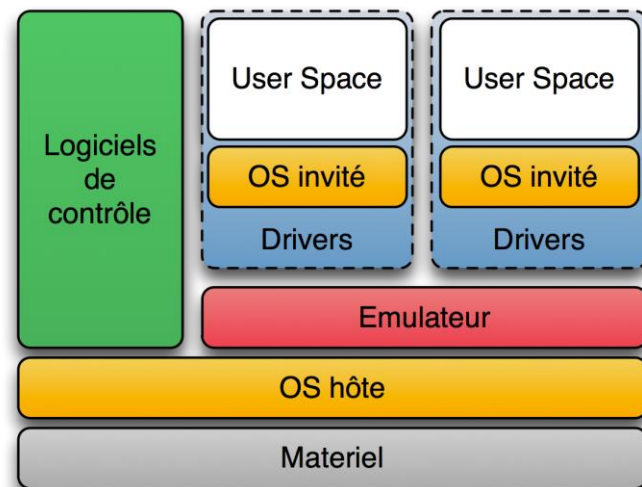 Logiciels
de
contrôle
User Space
OS invité
Drivers
User Space
OS invité
Drivers
Emulateur
OS hôte
Materiel